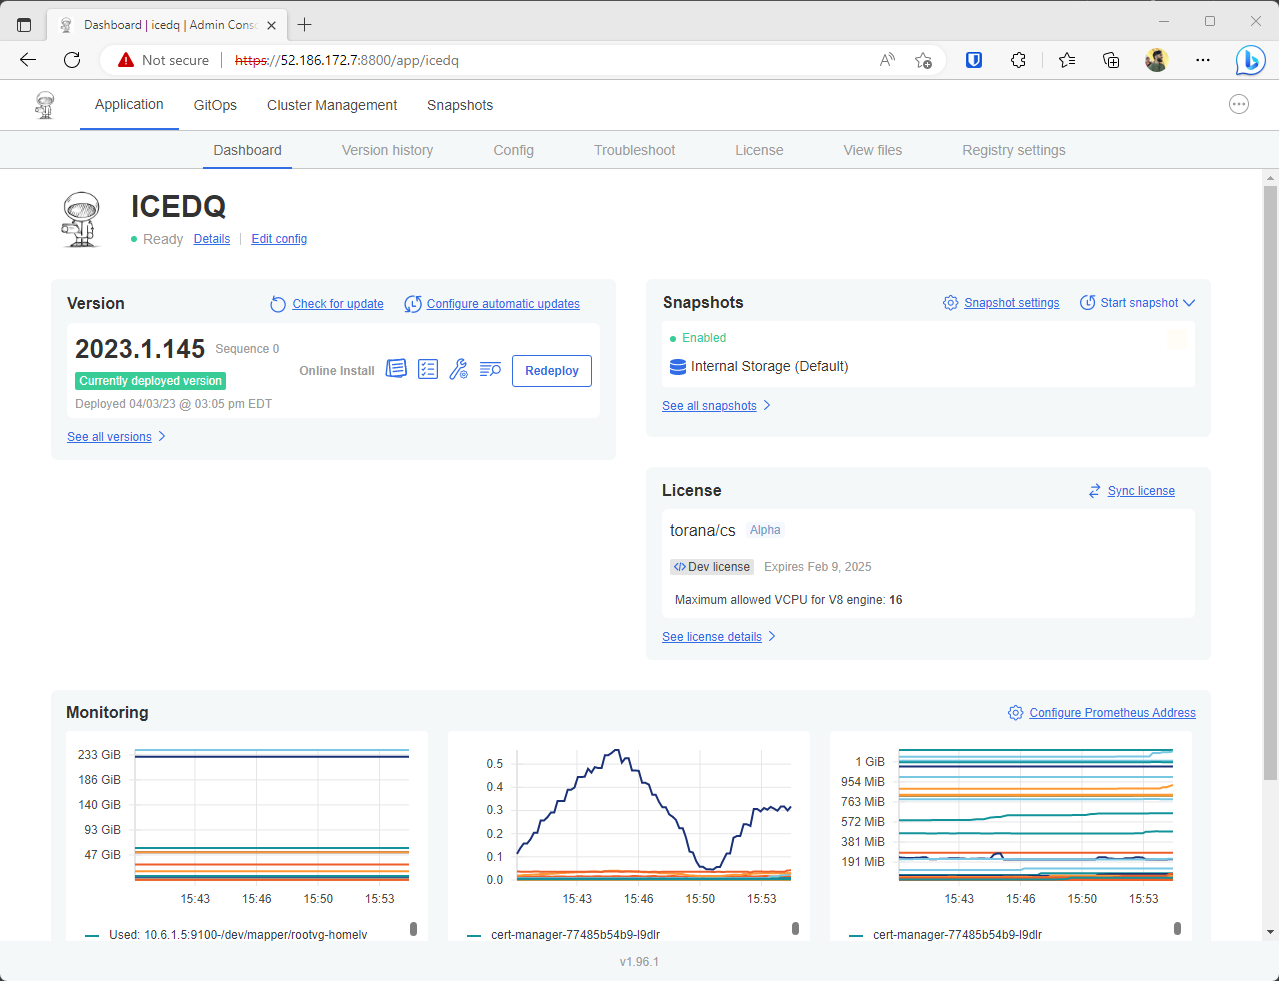 Dashboard | icedq | Admin Conso
Not secure
https://52.186.172.7:8800/app/icedq
Application GitOps Cluster Management Snapshots
Dashboard Version history Config Troubleshoot License View files Registry settings
ICEDQ
Ready Details Edit config
Version Check for update Configure automatic updates
2023.1.145 Sequence 0
Currently deployed version
Deployed 04/03/23 @ 03:05 pm EDT
Online Install Redeploy
See all versions
Snapshots Snapshot settings Start snapshot
Enabled
Internal Storage (Default)
See all snapshots
License Sync license
torana/cs Alpha
Dev license Expires Feb 9, 2025
Maximum allowed VCPU for V8 engine: 16
See license details
Monitoring Configure Prometheus Address
233 GiB
186 GiB
140 GiB
93 GiB
47 GiB
15:43 15:46 15:50 15:53
Used: 10.6.1.5:9100-/dev/mapper/rootvg-homelv
0.5
0.4
0.3
0.2
0.1
0.0
15:43 15:46 15:50 15:53
cert-manager-77485b54b9-l9dlr
1 GiB
954 MiB
763 MiB
572 MiB
381 MiB
191 MiB
15:43 15:46 15:50 15:53
cert-manager-77485b54b9-l9dlr
v1.96.1